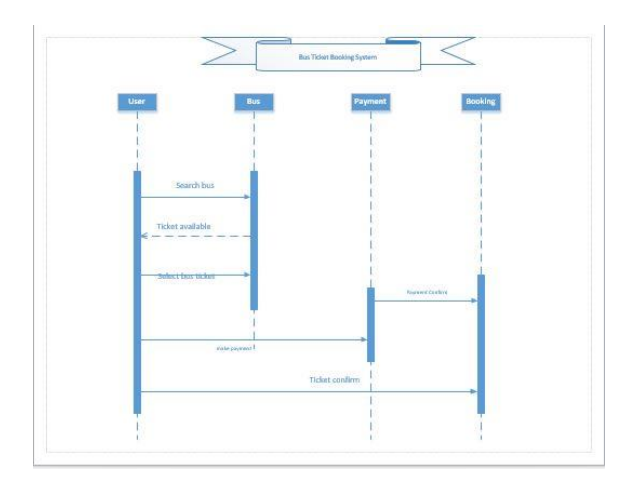 Bus Ticket Booking System
User
Bus
Payment
Booking
Search bus
Ticket available
Select bus ticket
Payment Confirm
make payment
Ticket confirm